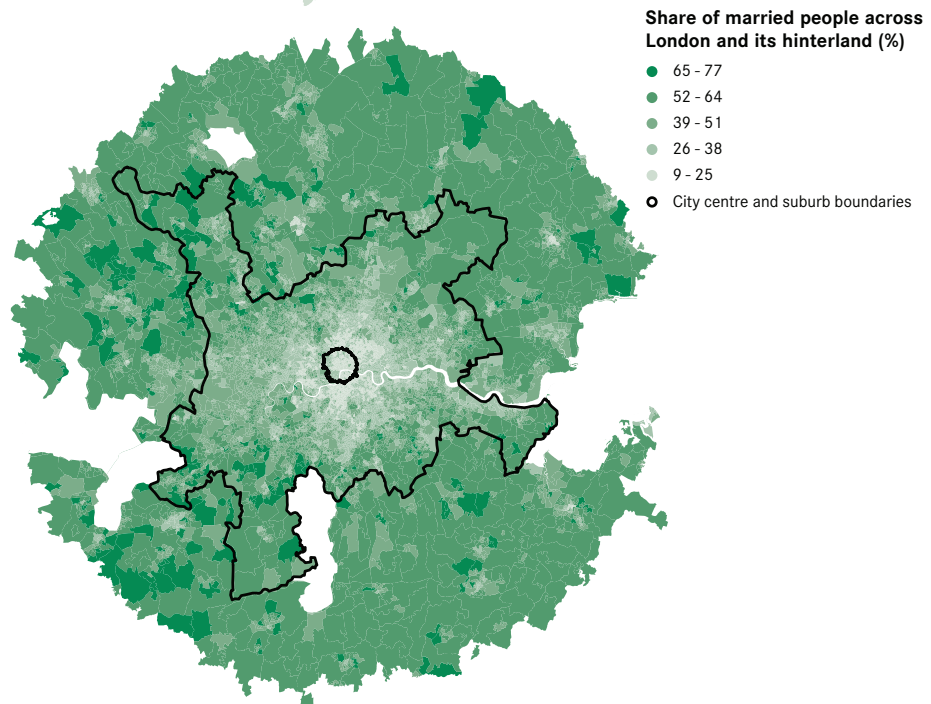 Share of married people across
London and its hinterland (%)
65 - 77
52 - 64
39 - 51
26 - 38
9 - 25
City centre and suburb boundaries